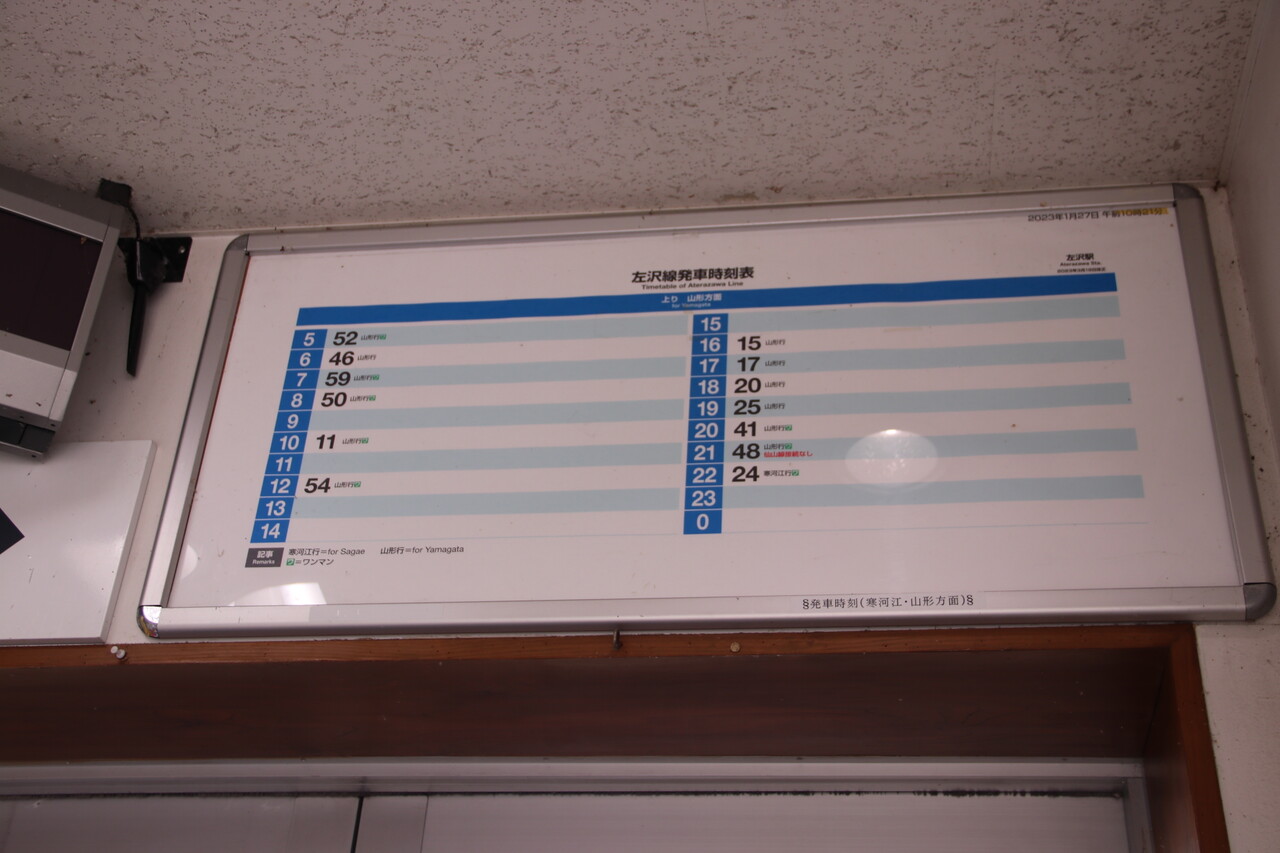 2023年1月27日 午前10時21分
左沢線発車時刻表
Timetable of Aterazawa Line
左沢駅
Aterazawa Sta.
上り 山形方面
for Yamagata
5 52 山形行
6 46 山形行
7 59 山形行
8 50 山形行
9
10 11 山形行
11
12 54 山形行
13
14
15
16 15 山形行
17 17 山形行
18 20 山形行
19 25 山形行
20 41 山形行
21 48 山形行
仙山線接続なし
22 24 寒河江行
23
0
記事 寒河江行=for Sagae 山形行=for Yamagata
Remarks ワ=ワンマン
§発車時刻(寒河江・山形方面)§